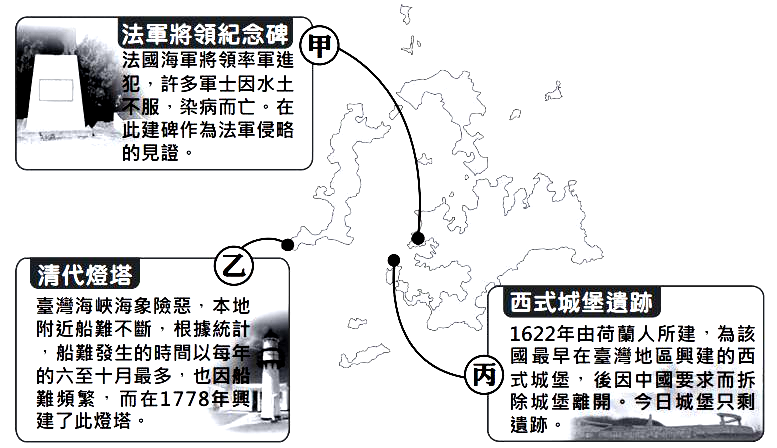 法軍將領紀念碑
甲
法國海軍將領率軍進
犯，許多軍士因水土
不服，染病而亡。在
此建碑作為法軍侵略
的見證。
乙
清代燈塔
臺灣海峽海象險惡，本地
附近船難不斷，根據統計
，船難發生的時間以每年
的六至十月最多，也因船
難頻繁，而在1778年興
建了此燈塔。
西式城堡遺跡
丙
1622年由荷蘭人所建，為該
國最早在臺灣地區興建的西
式城堡，後因中國要求而拆
除城堡離開。今日城堡只剩
遺跡。